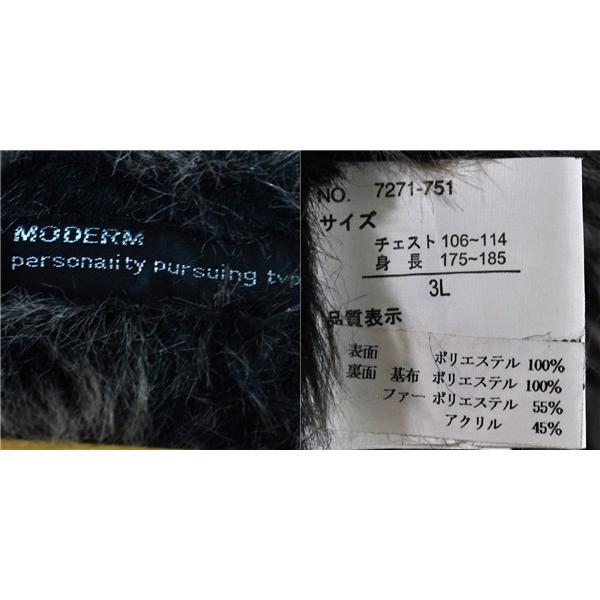 MODERM
personality pursuing typ
NO. 7271-751
サイズ
チェスト 106~114
身 長 175~185
3L
品質表示
表面 ポリエステル 100%
裏面 基布 ポリエステル 100%
ファー ポリエステル 55%
アクリル 45%